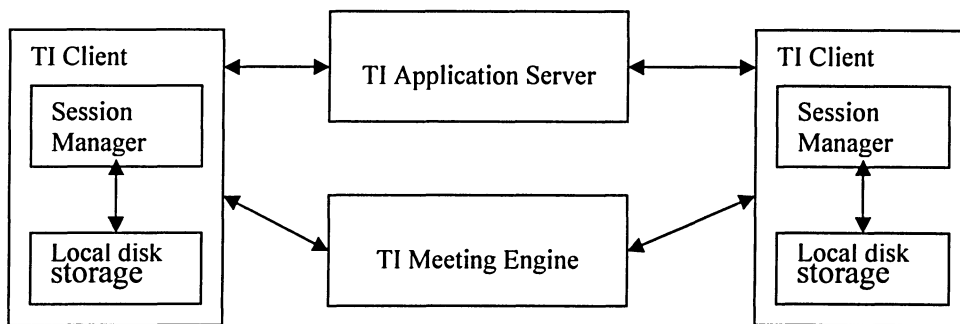 TI Client
Session
Manager
Local disk
storage
TI Application Server
TI Meeting Engine
TI Client
Session
Manager
Local disk
storage